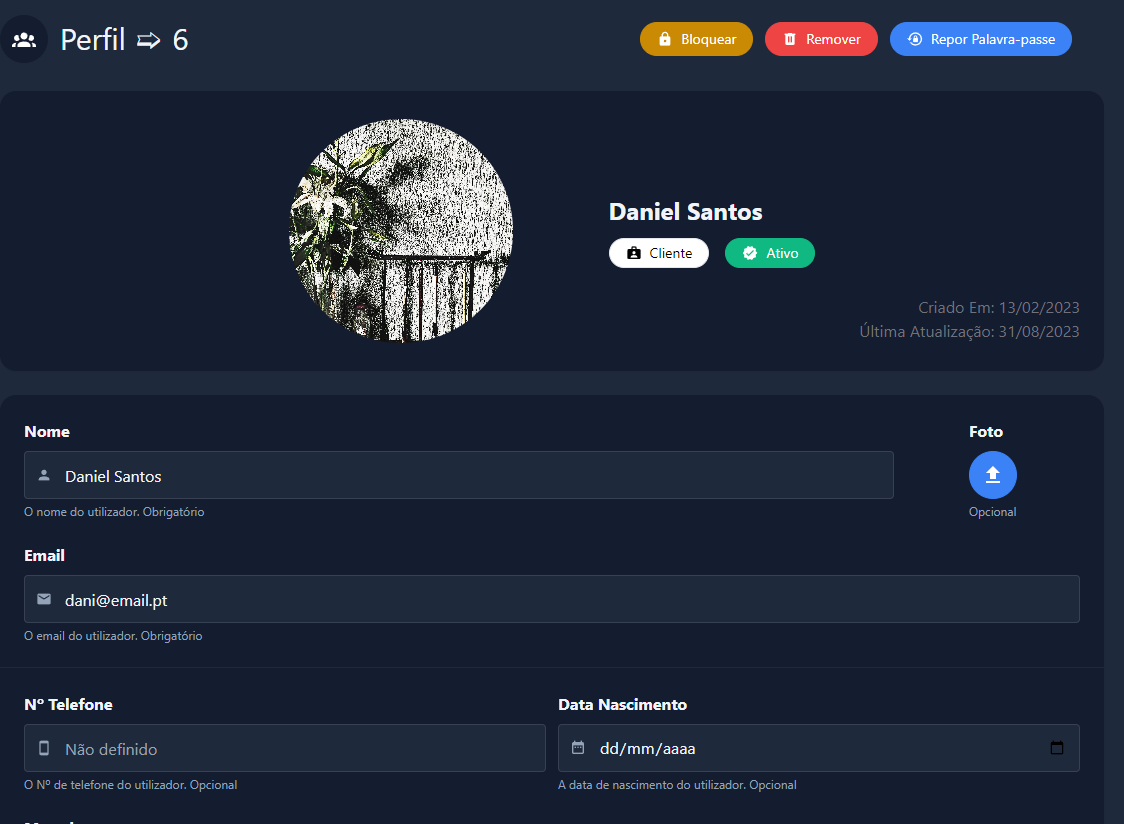 Perfil ➯ 6
Bloquear
Remover
Repor Palavra-passe
Daniel Santos
Cliente
Ativo
Criado Em: 13/02/2023
Última Atualização: 31/08/2023
Nome
Foto
Daniel Santos
O nome do utilizador. Obrigatório
Opcional
Email
dani@email.pt
O email do utilizador. Obrigatório
Nº Telefone
Data Nascimento
Não definido
dd/mm/aaaa
O Nº de telefone do utilizador. Opcional
A data de nascimento do utilizador. Opcional